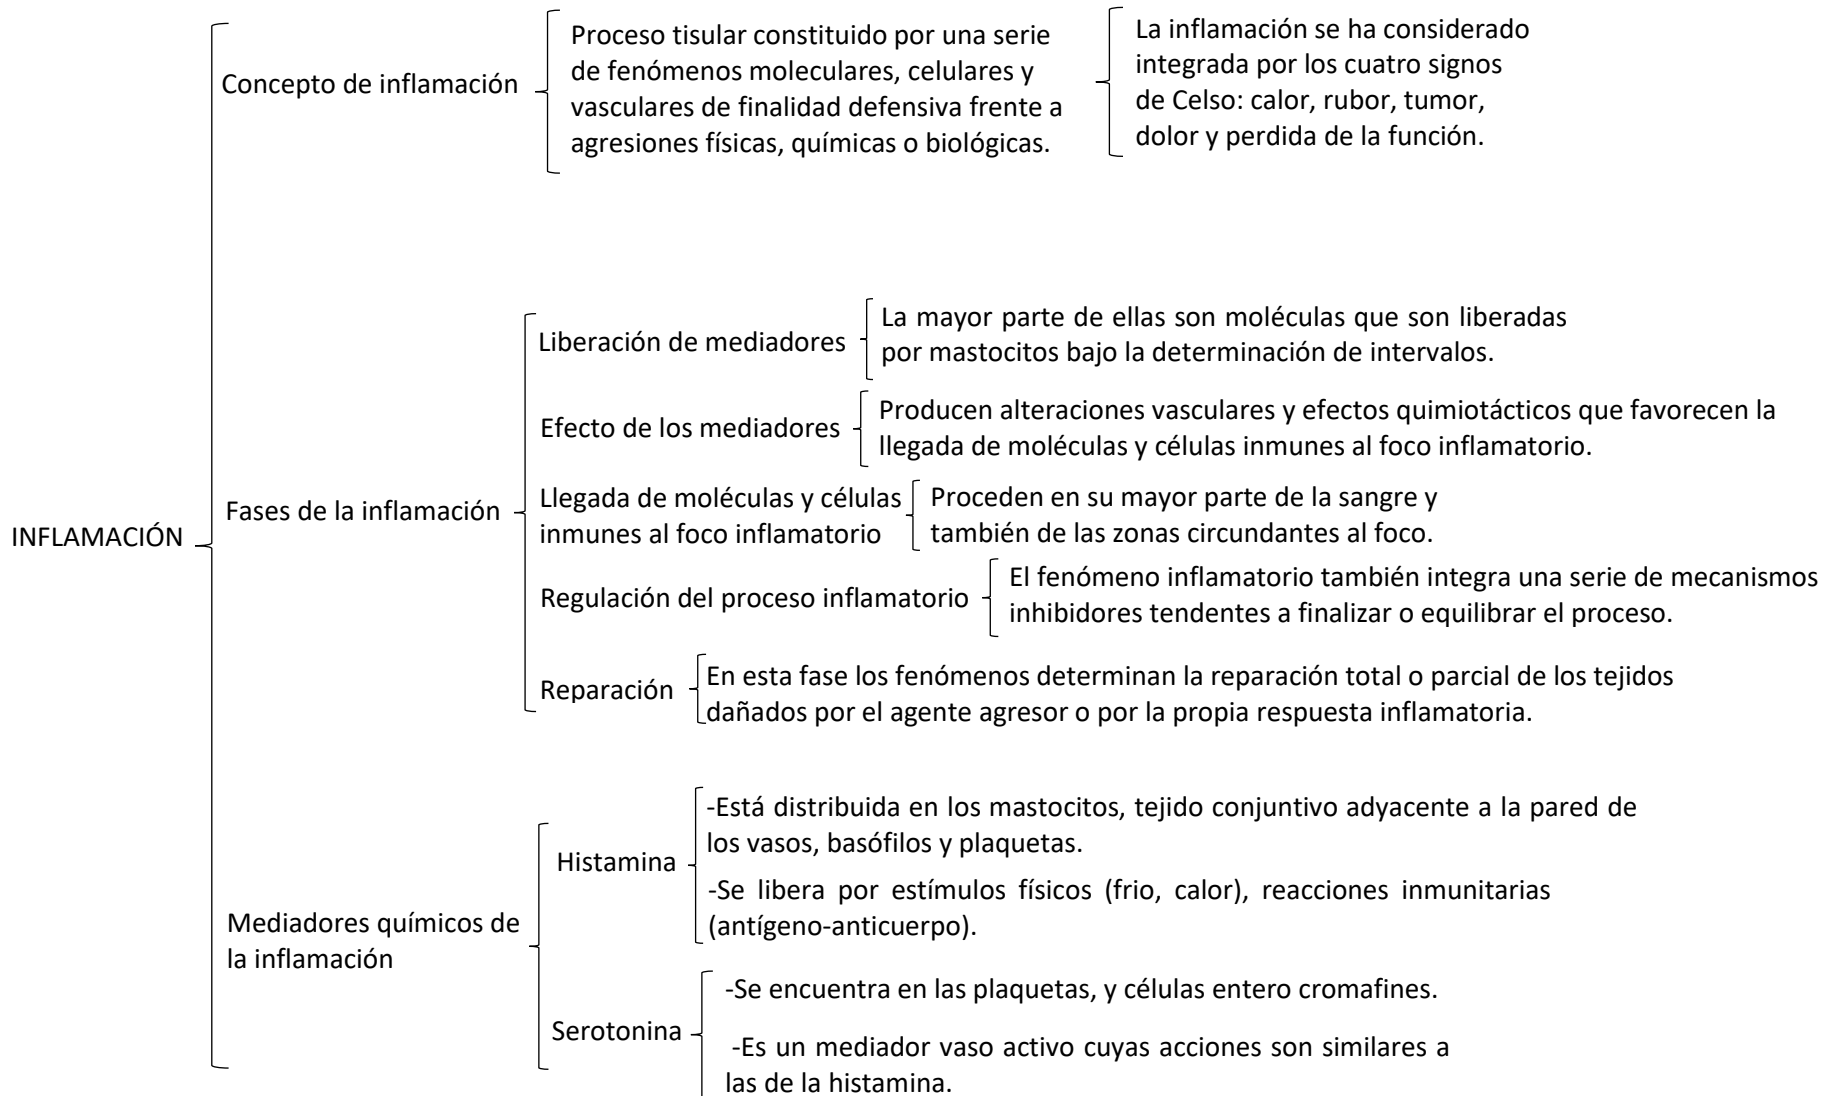 INFLAMACIÓN
Concepto de inflamación
Proceso tisular constituido por una serie
de fenómenos moleculares, celulares y
vasculares de finalidad defensiva frente a
agresiones físicas, químicas o biológicas.
La inflamación se ha considerado
integrada por los cuatro signos
de Celso: calor, rubor, tumor,
dolor y perdida de la función.
Fases de la inflamación
Liberación de mediadores
La mayor parte de ellas son moléculas que son liberadas
por mastocitos bajo la determinación de intervalos.
Efecto de los mediadores
Producen alteraciones vasculares y efectos quimiotácticos que favorecen la
llegada de moléculas y células inmunes al foco inflamatorio.
Llegada de moléculas y células
inmunes al foco inflamatorio
Proceden en su mayor parte de la sangre y
también de las zonas circundantes al foco.
Regulación del proceso inflamatorio
El fenómeno inflamatorio también integra una serie de mecanismos
inhibidores tendentes a finalizar o equilibrar el proceso.
Reparación
En esta fase los fenómenos determinan la reparación total o parcial de los tejidos
dañados por el agente agresor o por la propia respuesta inflamatoria.
Mediadores químicos de
la inflamación
Histamina
-Está distribuida en los mastocitos, tejido conjuntivo adyacente a la pared de
los vasos, basófilos y plaquetas.
-Se libera por estímulos físicos (frio, calor), reacciones inmunitarias
(antígeno-anticuerpo).
Serotonina
-Se encuentra en las plaquetas, y células entero cromafines.
-Es un mediador vaso activo cuyas acciones son similares a
las de la histamina.